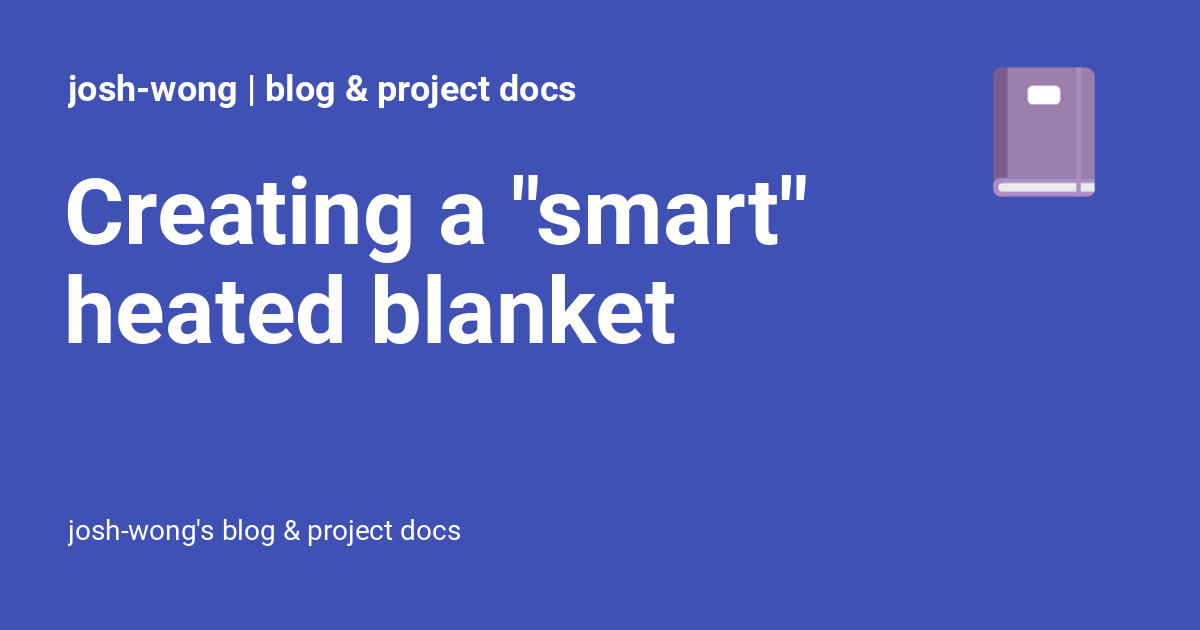 josh-wong | blog & project docs
Creating a "smart"
heated blanket
josh-wong's blog & project docs